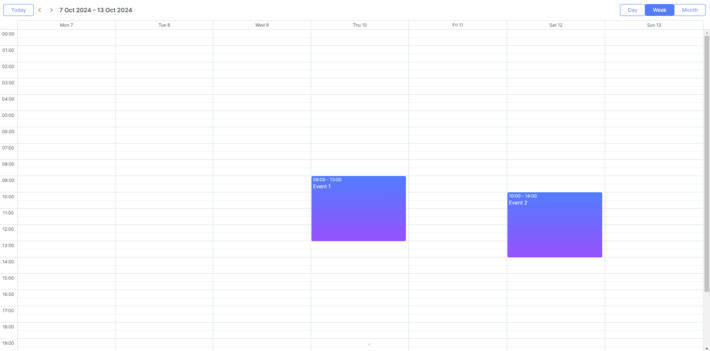 Today
7 Oct 2024 – 13 Oct 2024
Day
Week
Month
Mon 7
Tue 8
Wed 9
Thu 10
Fri 11
Sat 12
Sun 13
00:00
01:00
02:00
03:00
04:00
05:00
06:00
07:00
08:00
09:00
10:00
11:00
12:00
13:00
14:00
15:00
16:00
17:00
18:00
19:00
09:00 - 13:00
Event 1
10:00 - 14:00
Event 2